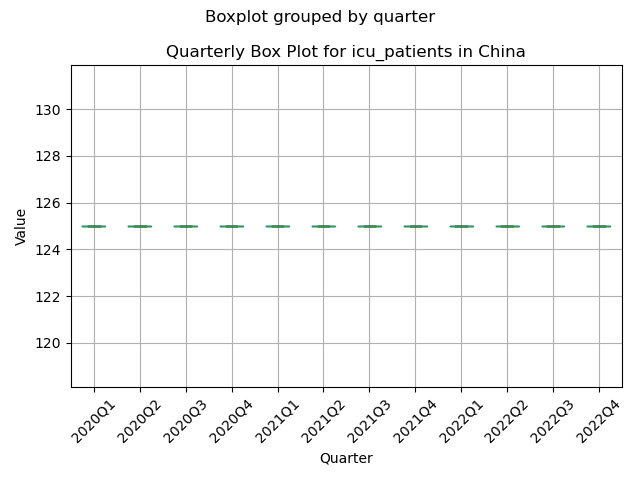 Boxplot grouped by quarter
Quarterly Box Plot for icu_patients in China
130
128
126
124
122
120
Value
2020Q1
2020Q2
2020Q3
2020Q4
2021Q1
2021Q2
2021Q3
2021Q4
2022Q1
2022Q2
2022Q3
2022Q4
Quarter